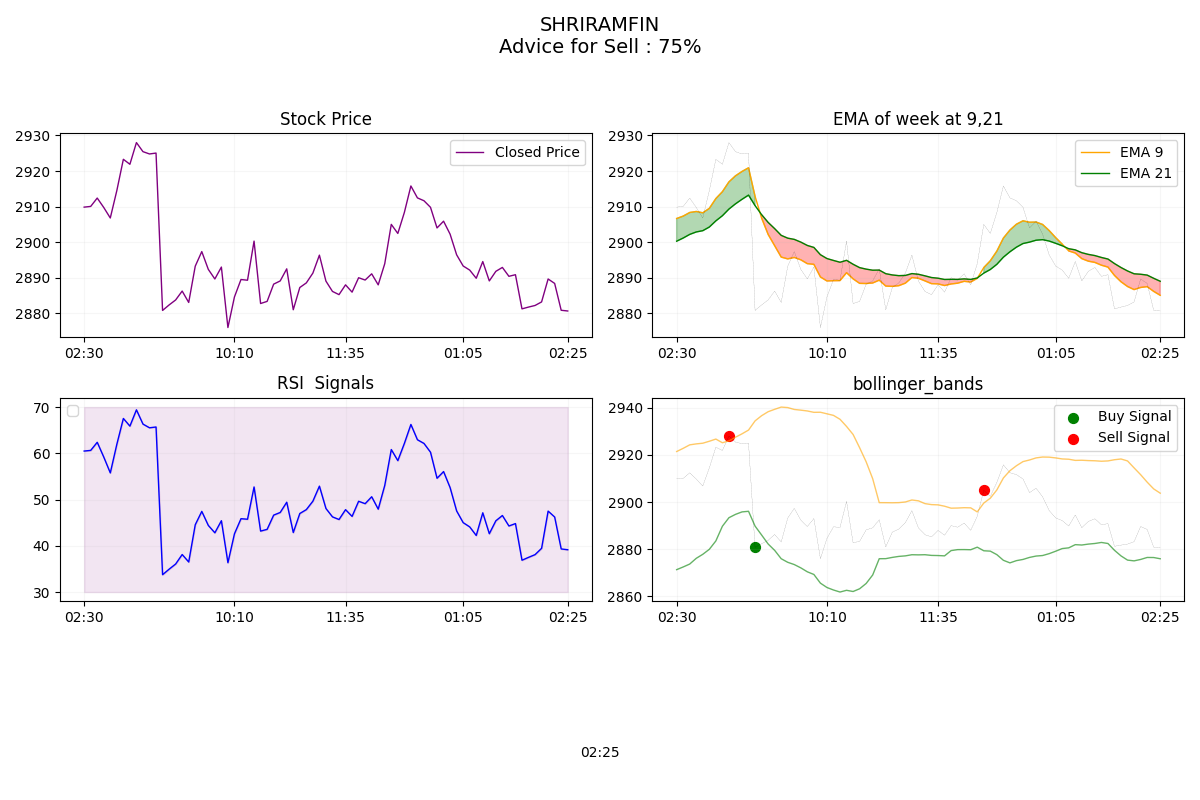 SHRIRAMFIN
Advice for Sell : 75%
Stock Price
2930
2920
2910
2900
2890
2880
Closed Price
02:30 10:10 11:35 01:05 02:25
EMA of week at 9,21
2930
2920
2910
2900
2890
2880
EMA 9
EMA 21
02:30 10:10 11:35 01:05 02:25
RSI  Signals
70
60
50
40
30
02:30 10:10 11:35 01:05 02:25
bollinger_bands
2940
2920
2900
2880
2860
Buy Signal
Sell Signal
02:30 10:10 11:35 01:05 02:25
02:25